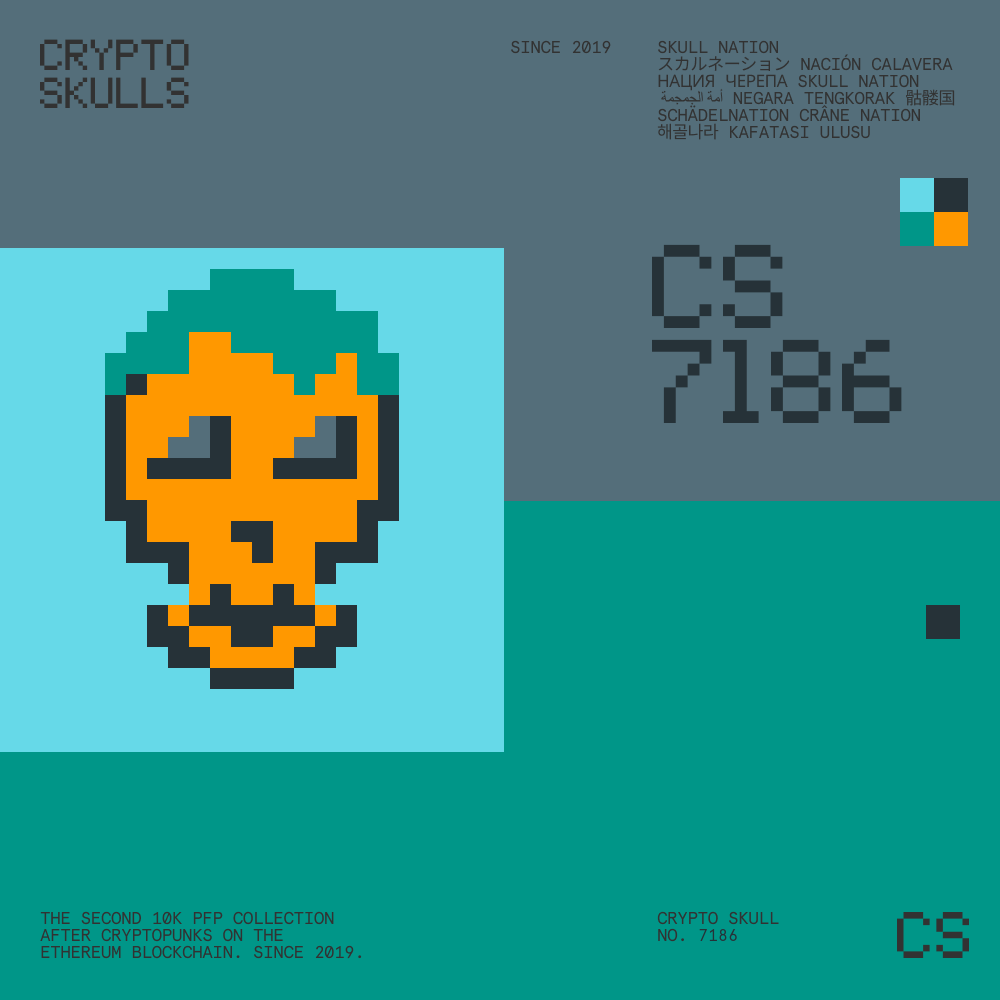 CRYPTO
SKULLS
SINCE 2019
SKULL NATION
スカルネーション NACIÓN CALAVERA
НАЦИЯ ЧЕРЕПА SKULL NATION
أمة الجمجمة NEGARA TENGKORAK 骷髅国
SCHÄDELNATION CRÂNE NATION
해골나라 KAFATASI ULUSU
CS
7186
THE SECOND 10K PFP COLLECTION
AFTER CRYPTOPUNKS ON THE
ETHEREUM BLOCKCHAIN. SINCE 2019.
CRYPTO SKULL
NO. 7186
CS